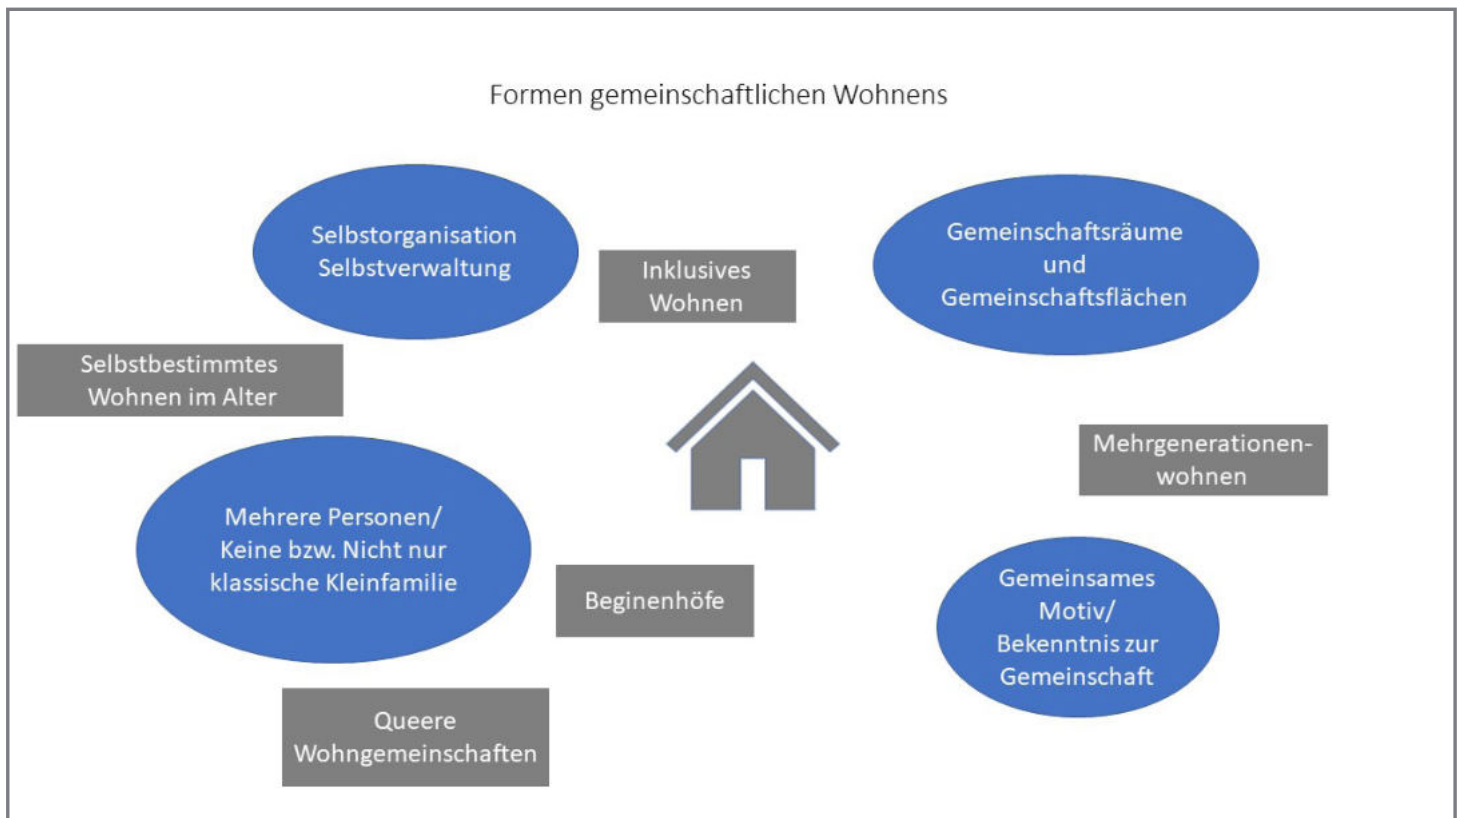 Formen gemeinschaftlichen Wohnens
Selbstorganisation
Selbstverwaltung
Inklusives
Wohnen
Gemeinschaftsräume
und
Gemeinschaftsflächen
Selbstbestimmtes
Wohnen im Alter
Mehrgenerationen-
wohnen
Mehrere Personen/
Keine bzw. Nicht nur
klassische Kleinfamilie
Beginenhöfe
Gemeinsames
Motiv/
Bekenntnis zur
Gemeinschaft
Queere
Wohngemeinschaften